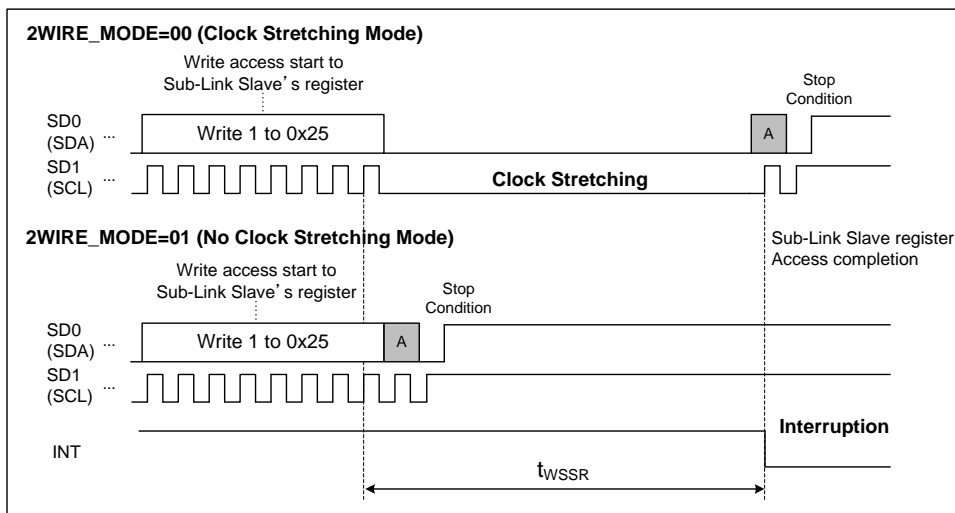 2WIRE_MODE=00 (Clock Stretching Mode)
Write access start to
Sub-Link Slave’s register
Stop
Condition
SD0
(SDA) ...
Write 1 to 0x25
A
SD1
(SCL) ...
Clock Stretching
2WIRE_MODE=01 (No Clock Stretching Mode)
Sub-Link Slave register
Access completion
Write access start to
Sub-Link Slave’s register
Stop
Condition
SD0
(SDA) ...
Write 1 to 0x25
A
SD1
(SCL) ...
Interruption
INT
tWSSR